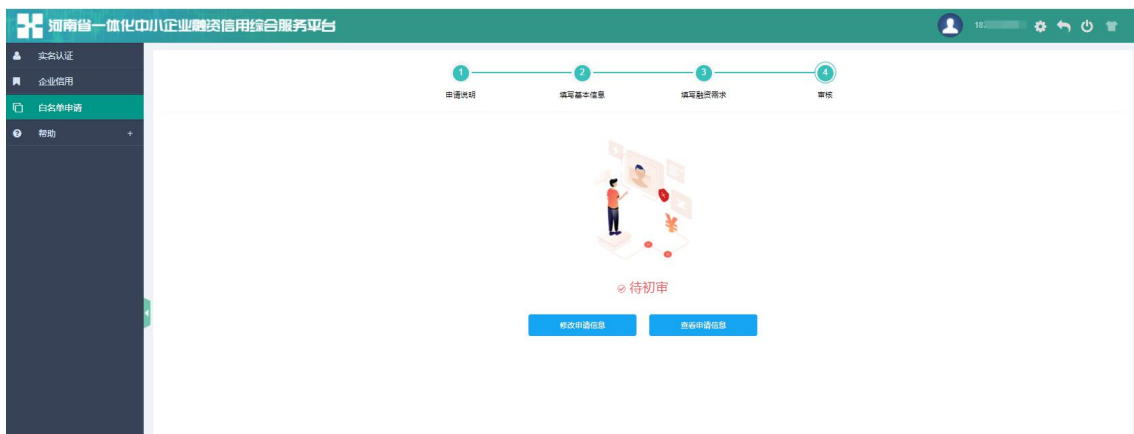 河南省一体化中小企业融资信用综合服务平台
18
实名认证
企业信用
白名单申请
帮助 +
1 2 3 4
申请说明 填写基本信息 填写融资需求 审核
¥
待初审
修改申请信息 查看申请信息